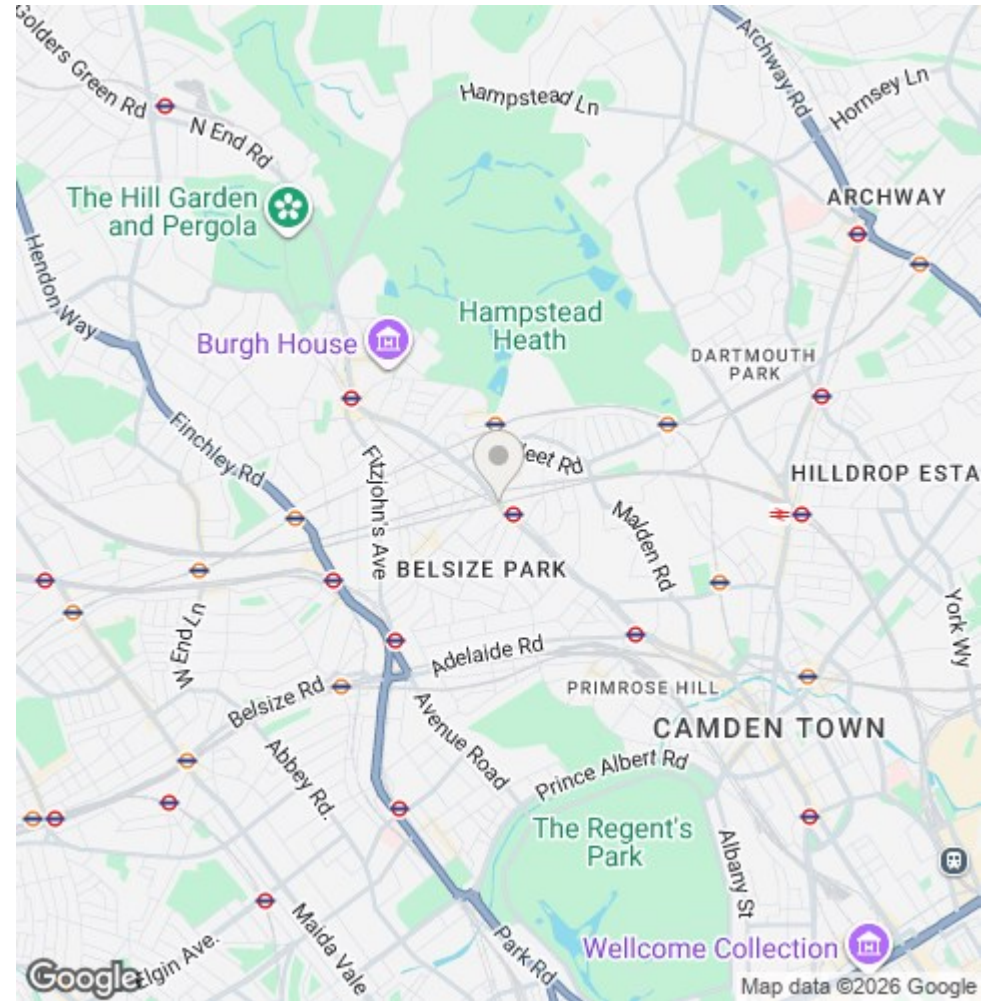 Golders Green Rd
N End Rd
Hampstead Ln
Archway Rd
Hornsey Ln
The Hill Garden
and Pergola
ARCHWAY
Hendon Way
Hampstead
Heath
Burgh House
DARTMOUTH
PARK
Finchley Rd
Fitzjohn's Ave
leet Rd
HILLDROP ESTA
Malden Rd
BELSIZE PARK
York Wy
W End Ln
Adelaide Rd
Belsize Rd
PRIMROSE HILL
Avenue Road
CAMDEN TOWN
Abbey Rd.
Prince Albert Rd
The Regent's
Park
Albany St
Maida Vale
Elgin Ave.
Park Rd
Wellcome Collection
Google
Map data ©2026 Google